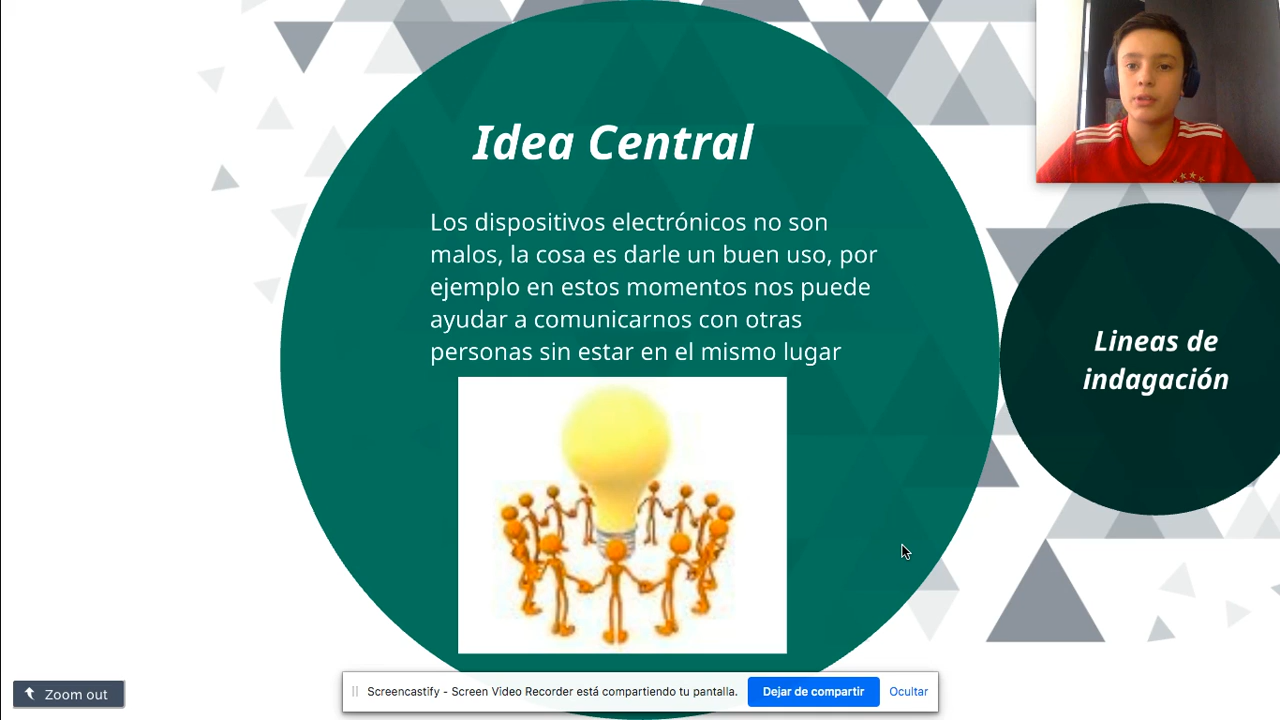 Idea Central
Los dispositivos electrónicos no son
malos, la cosa es darle un buen uso, por
ejemplo en estos momentos nos puede
ayudar a comunicarnos con otras
personas sin estar en el mismo lugar
Lineas de
indagación
Zoom out
Screencastify - Screen Video Recorder está compartiendo tu pantalla.
Dejar de compartir
Ocultar